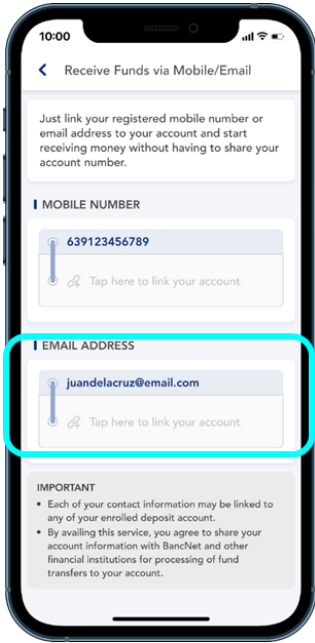 10:00
Receive Funds via Mobile/Email
Just link your registered mobile number or
email address to your account and start
receiving money without having to share your
account number.
MOBILE NUMBER
639123456789
Tap here to link your account
EMAIL ADDRESS
juandelacruz@email.com
Tap here to link your account
IMPORTANT
• Each of your contact information may be linked to
any of your enrolled deposit account.
• By availing this service, you agree to share your
account information with BancNet and other
financial institutions for processing of fund
transfers to your account.